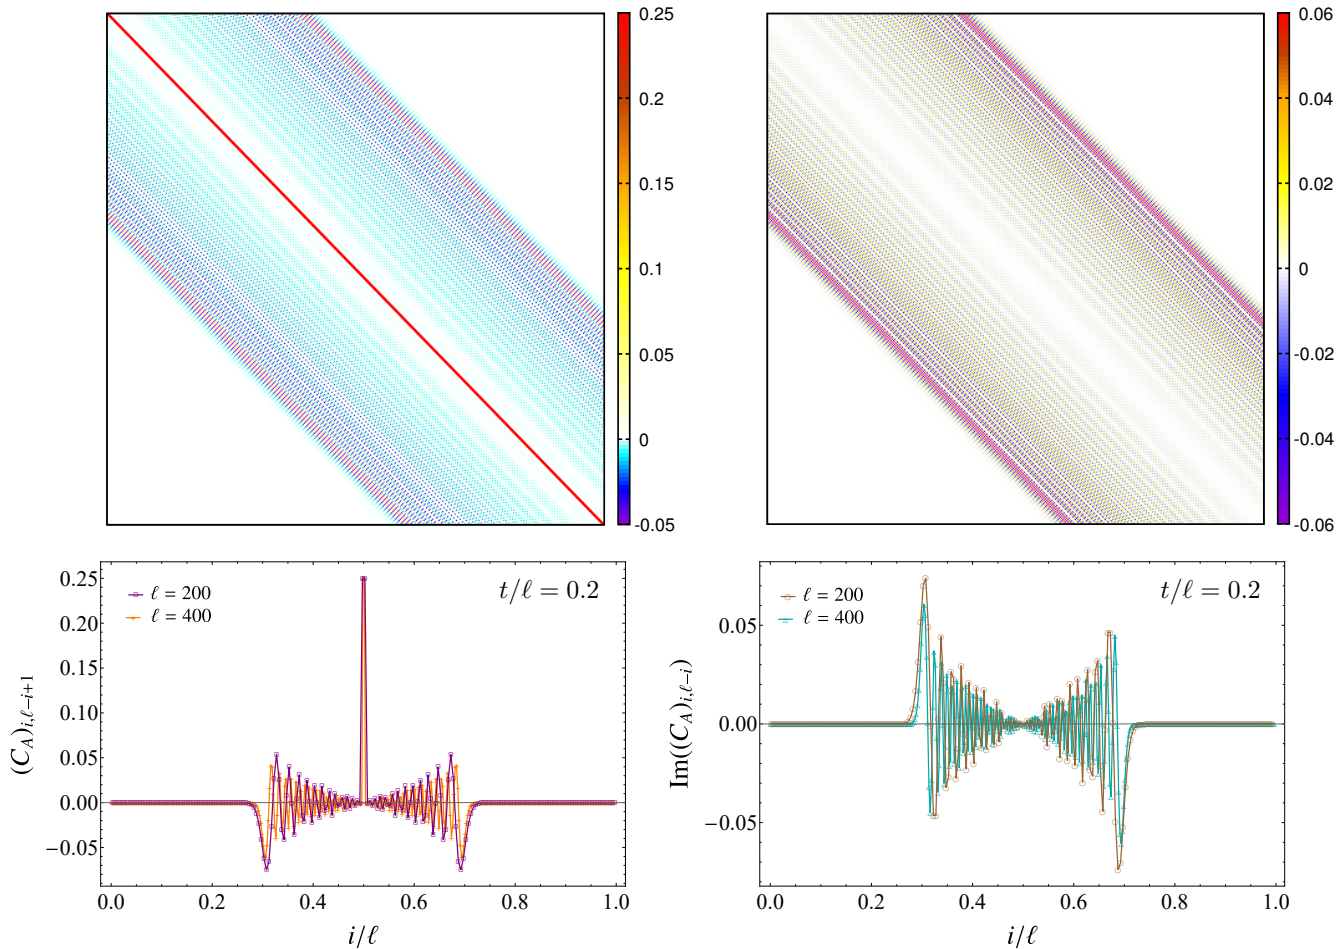 0.25
0.2
0.15
0.1
0.05
0
-0.05
0.06
0.04
0.02
0
-0.02
-0.04
-0.06
0.25
0.20
0.15
0.10
0.05
0.00
−0.05
(C_A)_{i,ℓ−i+1}
ℓ = 200
ℓ = 400
t/ℓ = 0.2
0.0 0.2 0.4 0.6 0.8 1.0
i/ℓ
0.05
0.00
−0.05
Im((C_A)_{i,ℓ−i})
ℓ = 200
ℓ = 400
t/ℓ = 0.2
0.0 0.2 0.4 0.6 0.8 1.0
i/ℓ